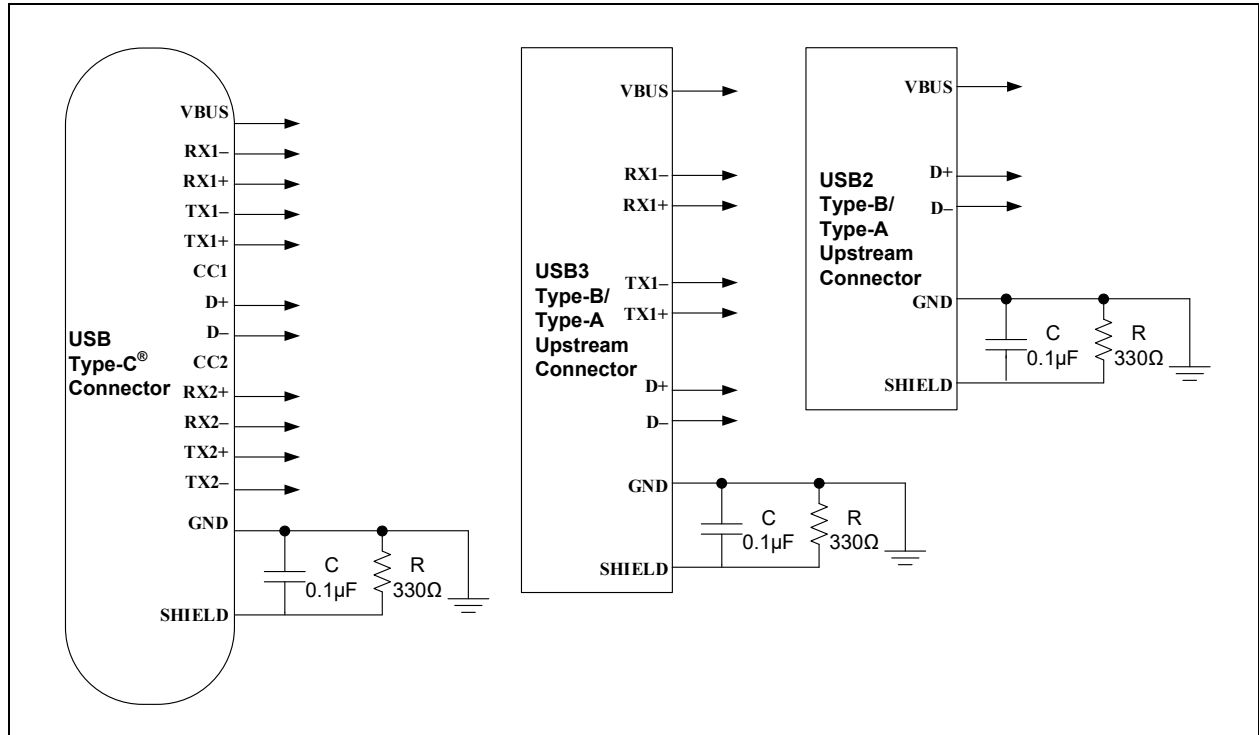 VBUS
RX1–
RX1+
TX1–
TX1+
CC1
D+
D–
CC2
RX2+
RX2–
TX2+
TX2–
GND
SHIELD
USB
Type-C®
Connector
C
0.1µF
R
330Ω
VBUS
RX1–
RX1+
TX1–
TX1+
D+
D–
GND
SHIELD
USB3
Type-B/
Type-A
Upstream
Connector
C
0.1µF
R
330Ω
VBUS
D+
D–
GND
SHIELD
USB2
Type-B/
Type-A
Upstream
Connector
C
0.1µF
R
330Ω